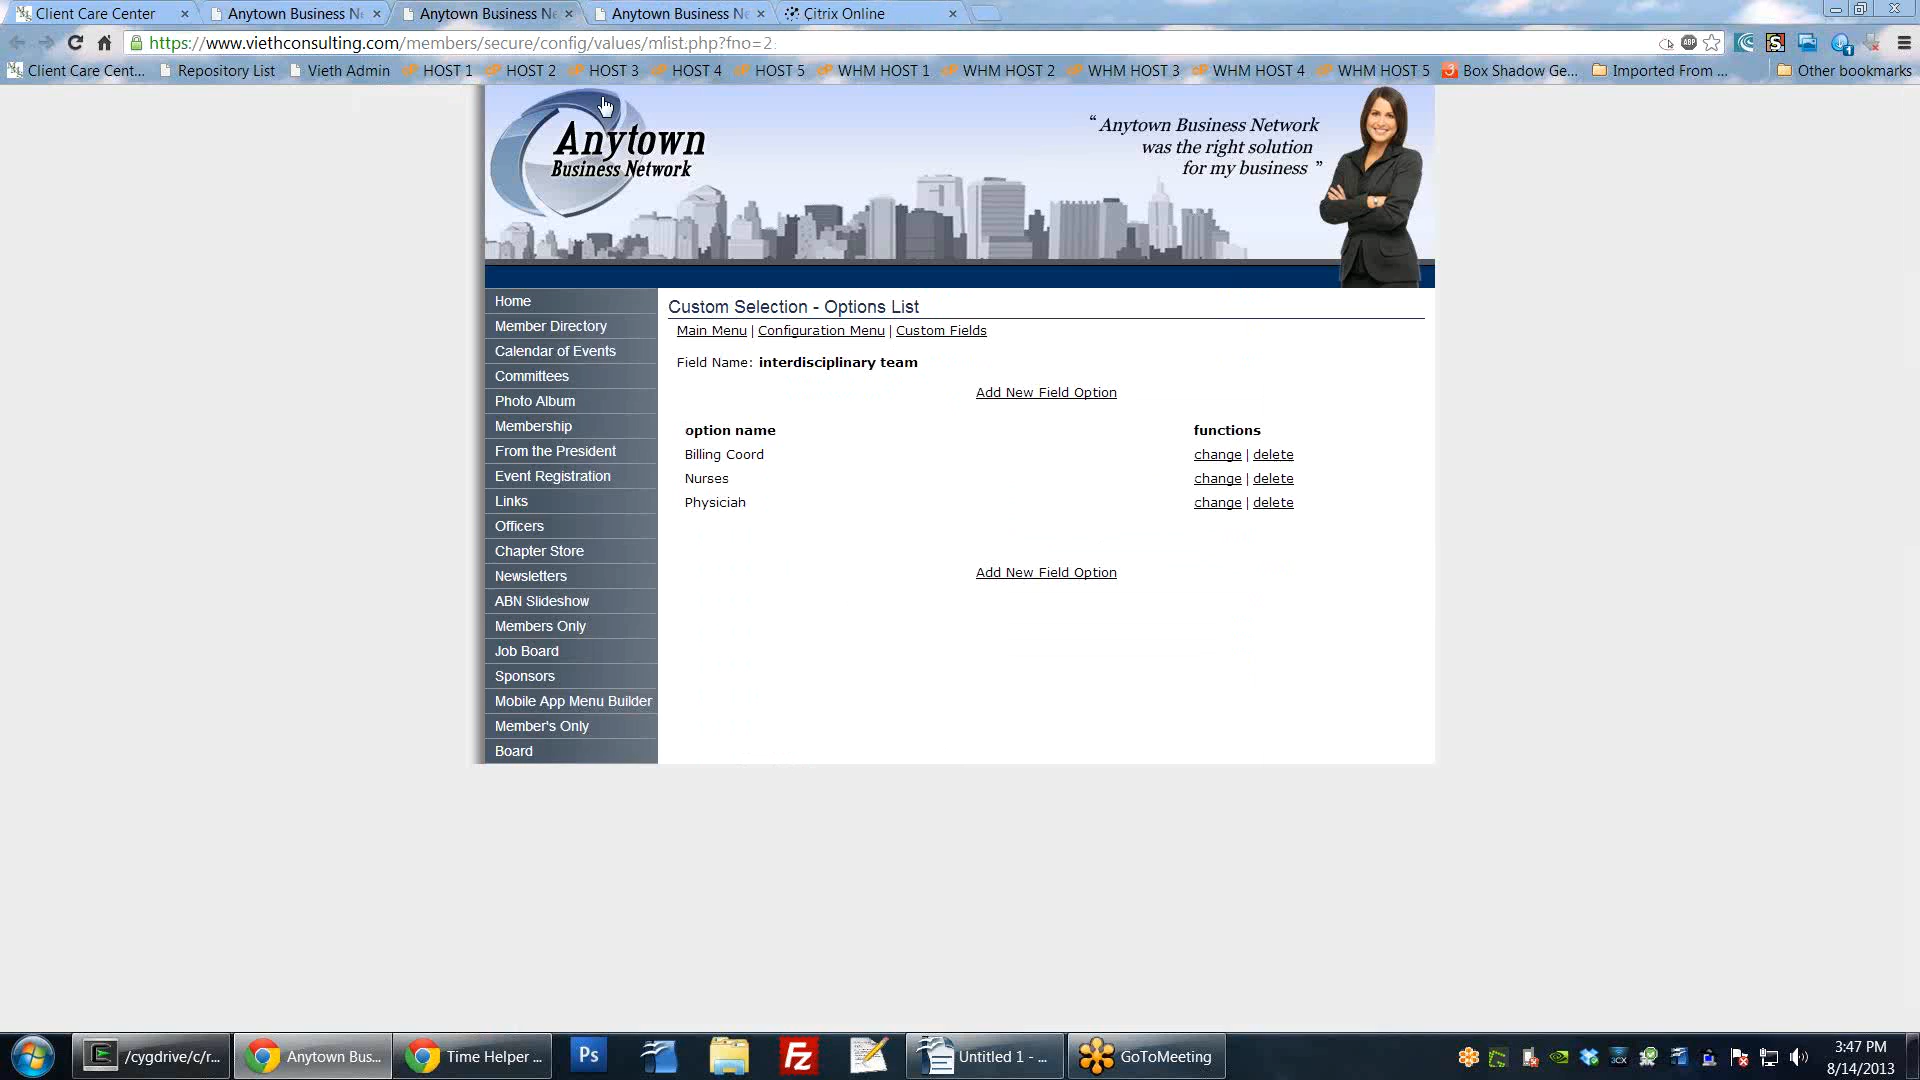 Client Care Center
Anytown Business N
Anytown Business Ne
Anytown Business Ne
Citrix Online
https://www.viethconsulting.com/members/secure/config/values/mlist.php?fno=2
Client Care Cent...
Repository List
Vieth Admin
HOST 1
HOST 2
HOST 3
HOST 4
HOST 5
WHM HOST 1
WHM HOST 2
WHM HOST 3
WHM HOST 4
WHM HOST 5
Box Shadow Ge...
Imported From ...
Other bookmarks
Anytown
Business Network
“ Anytown Business Network
was the right solution
for my business ”
Home
Member Directory
Calendar of Events
Committees
Photo Album
Membership
From the President
Event Registration
Links
Officers
Chapter Store
Newsletters
ABN Slideshow
Members Only
Job Board
Sponsors
Mobile App Menu Builder
Member's Only
Board
Custom Selection - Options List
Main Menu | Configuration Menu | Custom Fields
Field Name: interdisciplinary team
Add New Field Option
option name functions
Billing Coord change | delete
Nurses change | delete
Physiciah change | delete
Add New Field Option
/cygdrive/c/r...
Anytown Bus...
Time Helper ...
Ps
Fz
Untitled 1 - ...
GoToMeeting
3CX
3:47 PM
8/14/2013